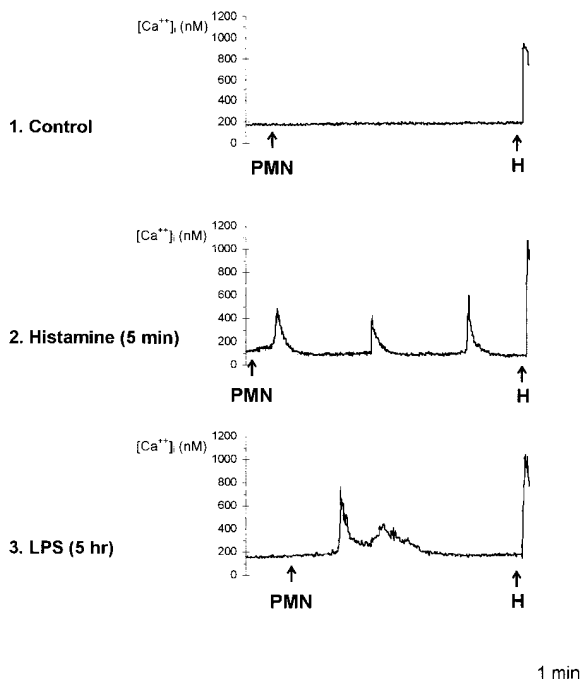 [Ca++]i (nM)
1200
1000
800
600
400
200
0
1. Control
PMN
H
[Ca++]i (nM)
1200
1000
800
600
400
200
0
2. Histamine (5 min)
PMN
H
[Ca++]i (nM)
1200
1000
800
600
400
200
0
3. LPS (5 hr)
PMN
H
1 min